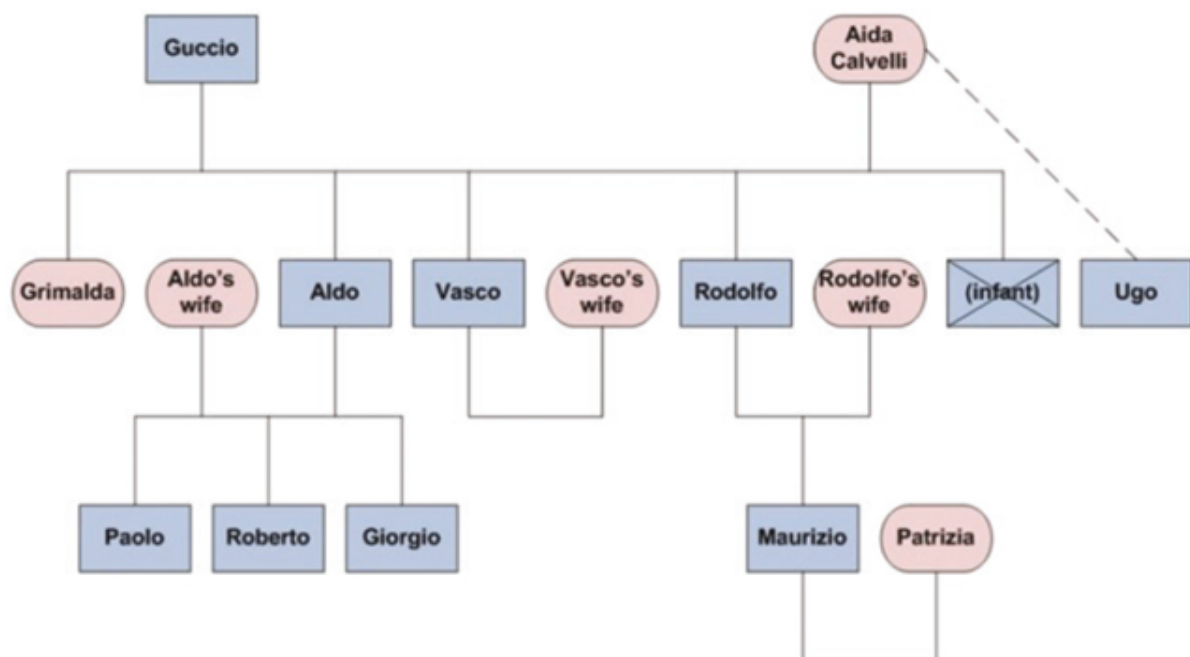 Guccio
Aida
Calvelli
Grimalda
Aldo's
wife
Aldo
Vasco
Vasco's
wife
Rodolfo
Rodolfo's
wife
(infant)
Ugo
Paolo
Roberto
Giorgio
Maurizio
Patrizia